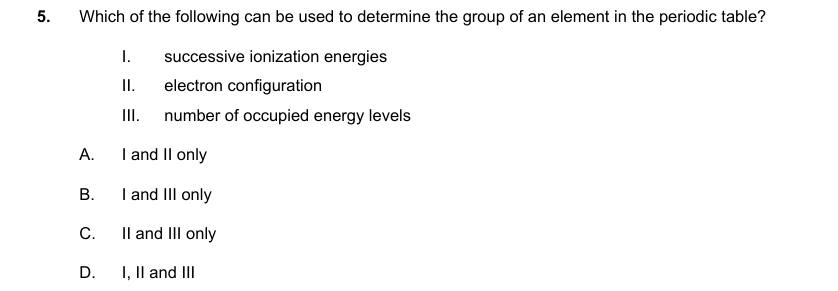 5. Which of the following can be used to determine the group of an element in the periodic table?
I. successive ionization energies
II. electron configuration
III. number of occupied energy levels
A. I and II only
B. I and III only
C. II and III only
D. I, II and III